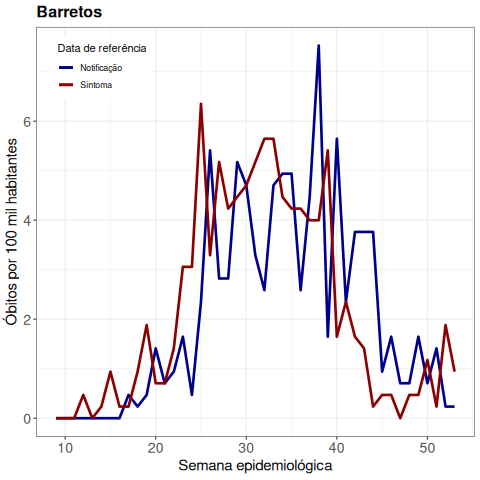 Barretos
Data de referência
Notificação
Sintoma
Óbitos por 100 mil habitantes
6
4
2
0
10 20 30 40 50
Semana epidemiológica